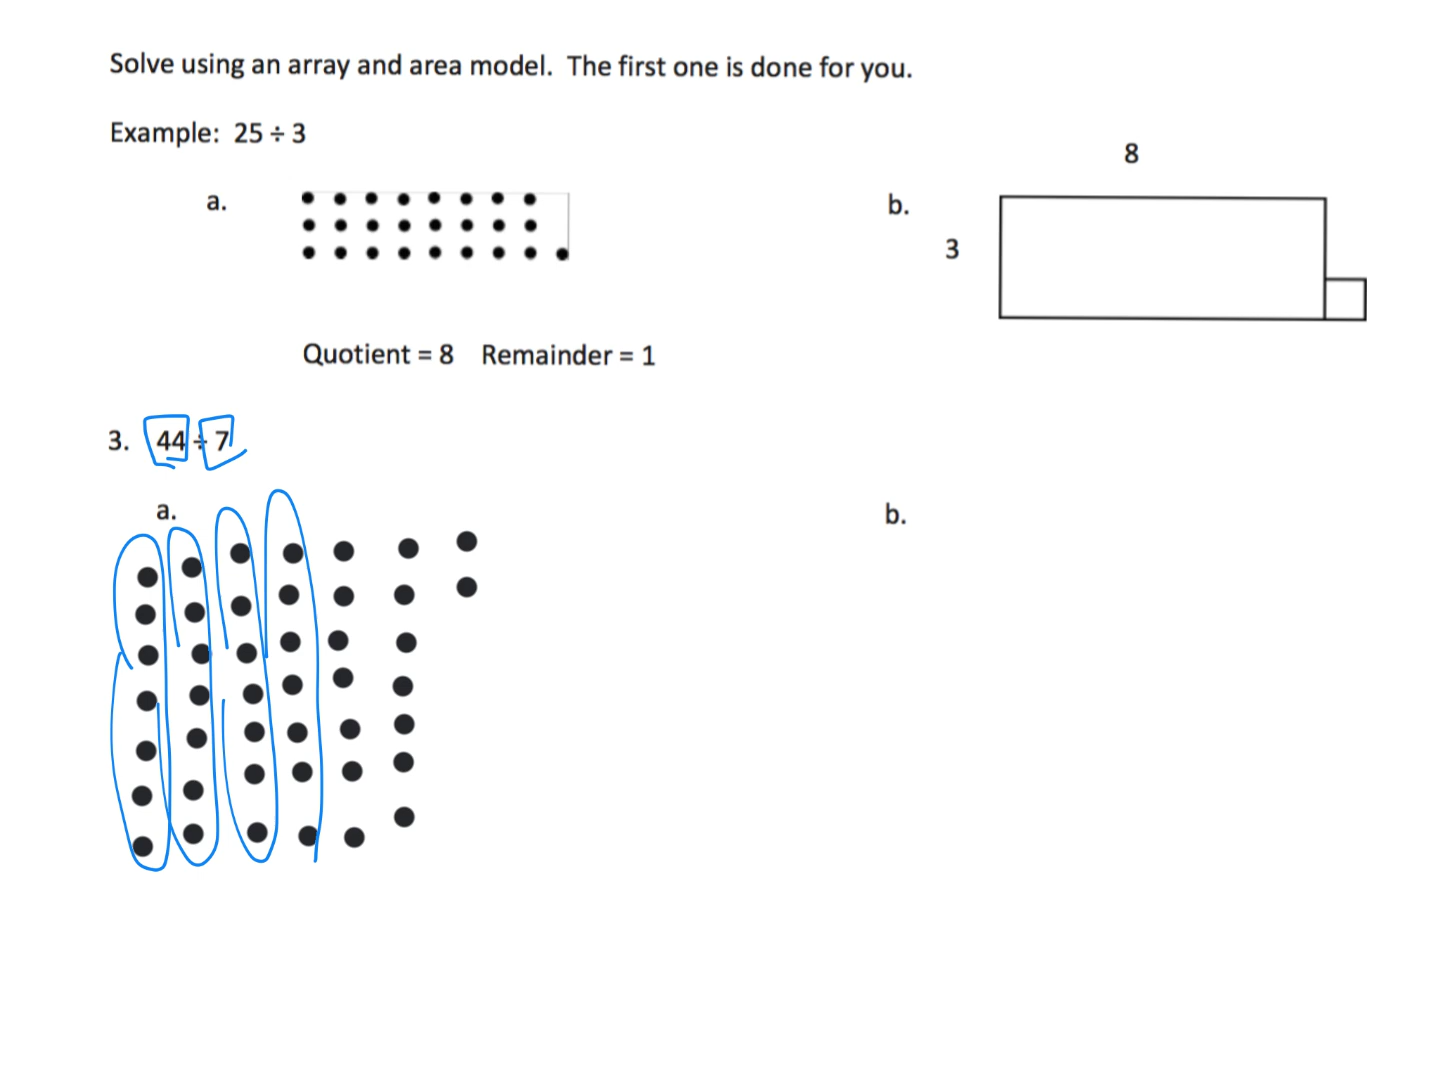 Solve using an array and area model.  The first one is done for you.
Example:  25 ÷ 3
8
a.
b.
3
Quotient = 8    Remainder = 1
3.  44 ÷ 7
a.
b.